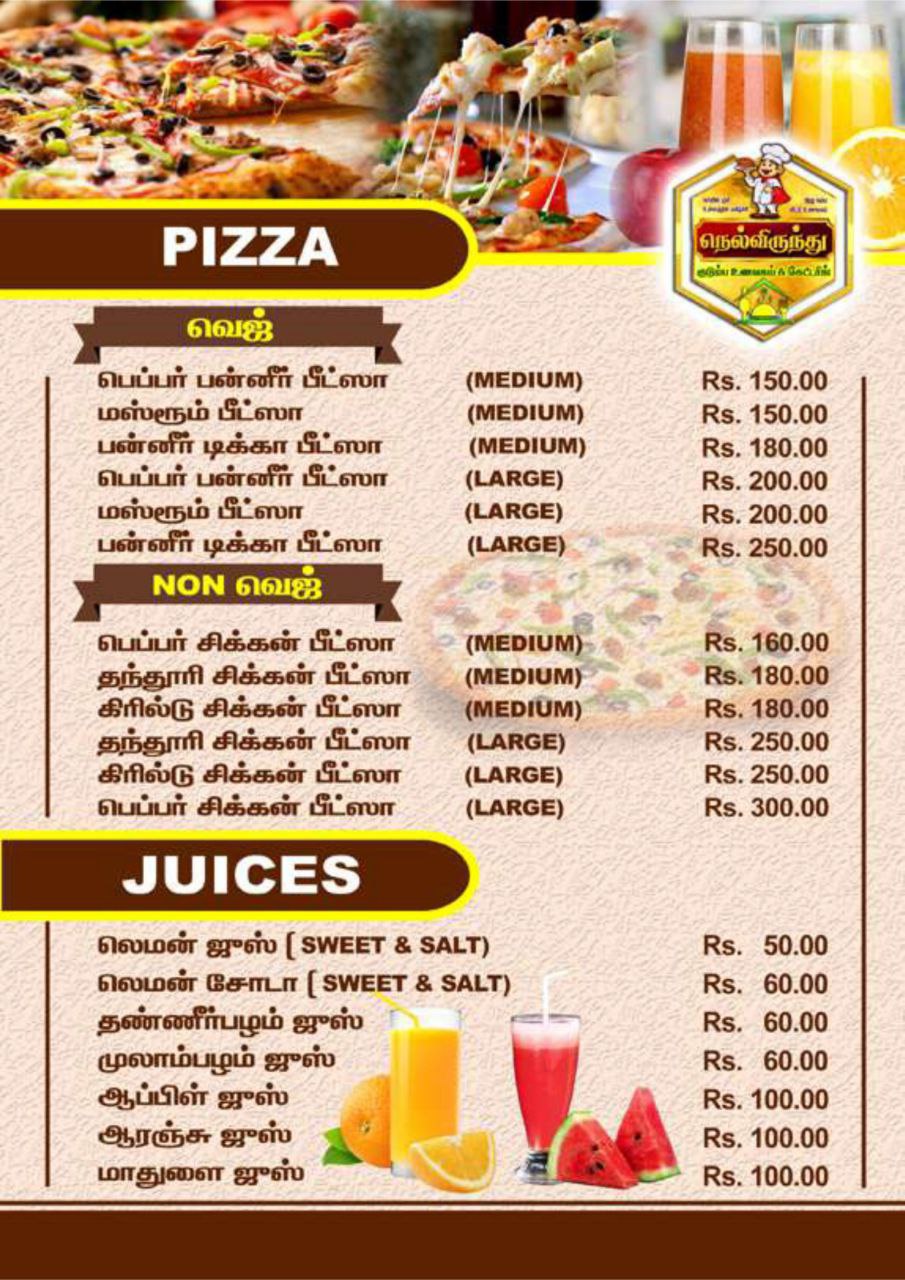 நெல்விருந்து
குடும்ப உணவகம் & கேட்டரிங்
PIZZA
வெஜ்
பெப்பர் பன்னீர் பீட்ஸா (MEDIUM) Rs. 150.00
மஸ்ரூம் பீட்ஸா (MEDIUM) Rs. 150.00
பன்னீர் டிக்கா பீட்ஸா (MEDIUM) Rs. 180.00
பெப்பர் பன்னீர் பீட்ஸா (LARGE) Rs. 200.00
மஸ்ரூம் பீட்ஸா (LARGE) Rs. 200.00
பன்னீர் டிக்கா பீட்ஸா (LARGE) Rs. 250.00
NON வெஜ்
பெப்பர் சிக்கன் பீட்ஸா (MEDIUM) Rs. 160.00
தந்தூரி சிக்கன் பீட்ஸா (MEDIUM) Rs. 180.00
கிரில்டு சிக்கன் பீட்ஸா (MEDIUM) Rs. 180.00
தந்தூரி சிக்கன் பீட்ஸா (LARGE) Rs. 250.00
கிரில்டு சிக்கன் பீட்ஸா (LARGE) Rs. 250.00
பெப்பர் சிக்கன் பீட்ஸா (LARGE) Rs. 300.00
JUICES
லெமன் ஜுஸ் ( SWEET & SALT) Rs. 50.00
லெமன் சோடா ( SWEET & SALT) Rs. 60.00
தண்ணீர்பழம் ஜுஸ் Rs. 60.00
முலாம்பழம் ஜுஸ் Rs. 60.00
ஆப்பிள் ஜுஸ் Rs. 100.00
ஆரஞ்சு ஜுஸ் Rs. 100.00
மாதுளை ஜுஸ் Rs. 100.00